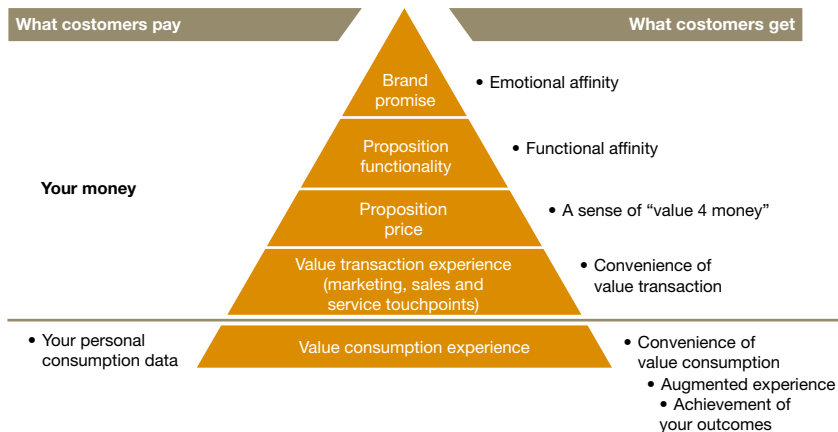 What costomers pay
What costomers get
Brand
promise
• Emotional affinity
Proposition
functionality
• Functional affinity
Your money
Proposition
price
• A sense of “value 4 money”
Value transaction experience
(marketing, sales and
service touchpoints)
• Convenience of
value transaction
• Your personal
consumption data
Value consumption experience
• Convenience of
value consumption
• Augmented experience
• Achievement of
your outcomes